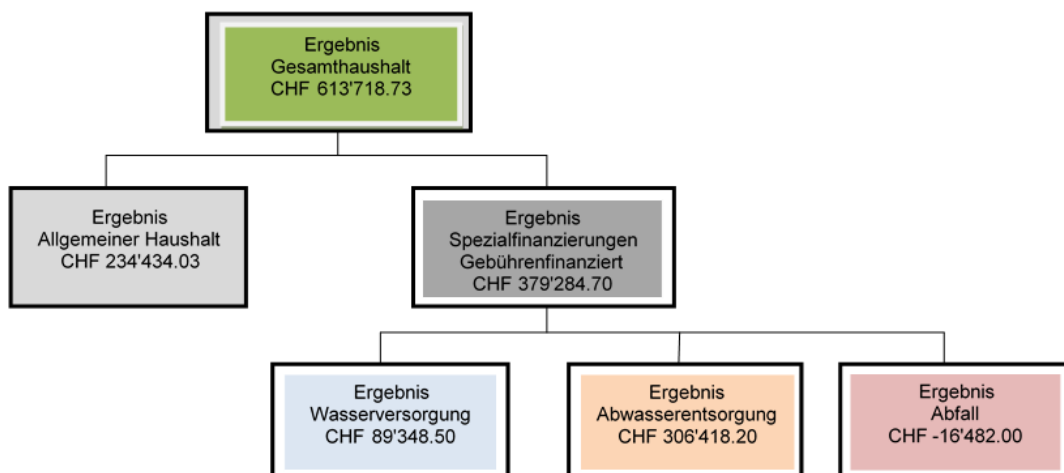 Ergebnis
Gesamthaushalt
CHF 613'718.73
Ergebnis
Allgemeiner Haushalt
CHF 234'434.03
Ergebnis
Spezialfinanzierungen
Gebührenfinanziert
CHF 379'284.70
Ergebnis
Wasserversorgung
CHF 89'348.50
Ergebnis
Abwasserentsorgung
CHF 306'418.20
Ergebnis
Abfall
CHF -16'482.00